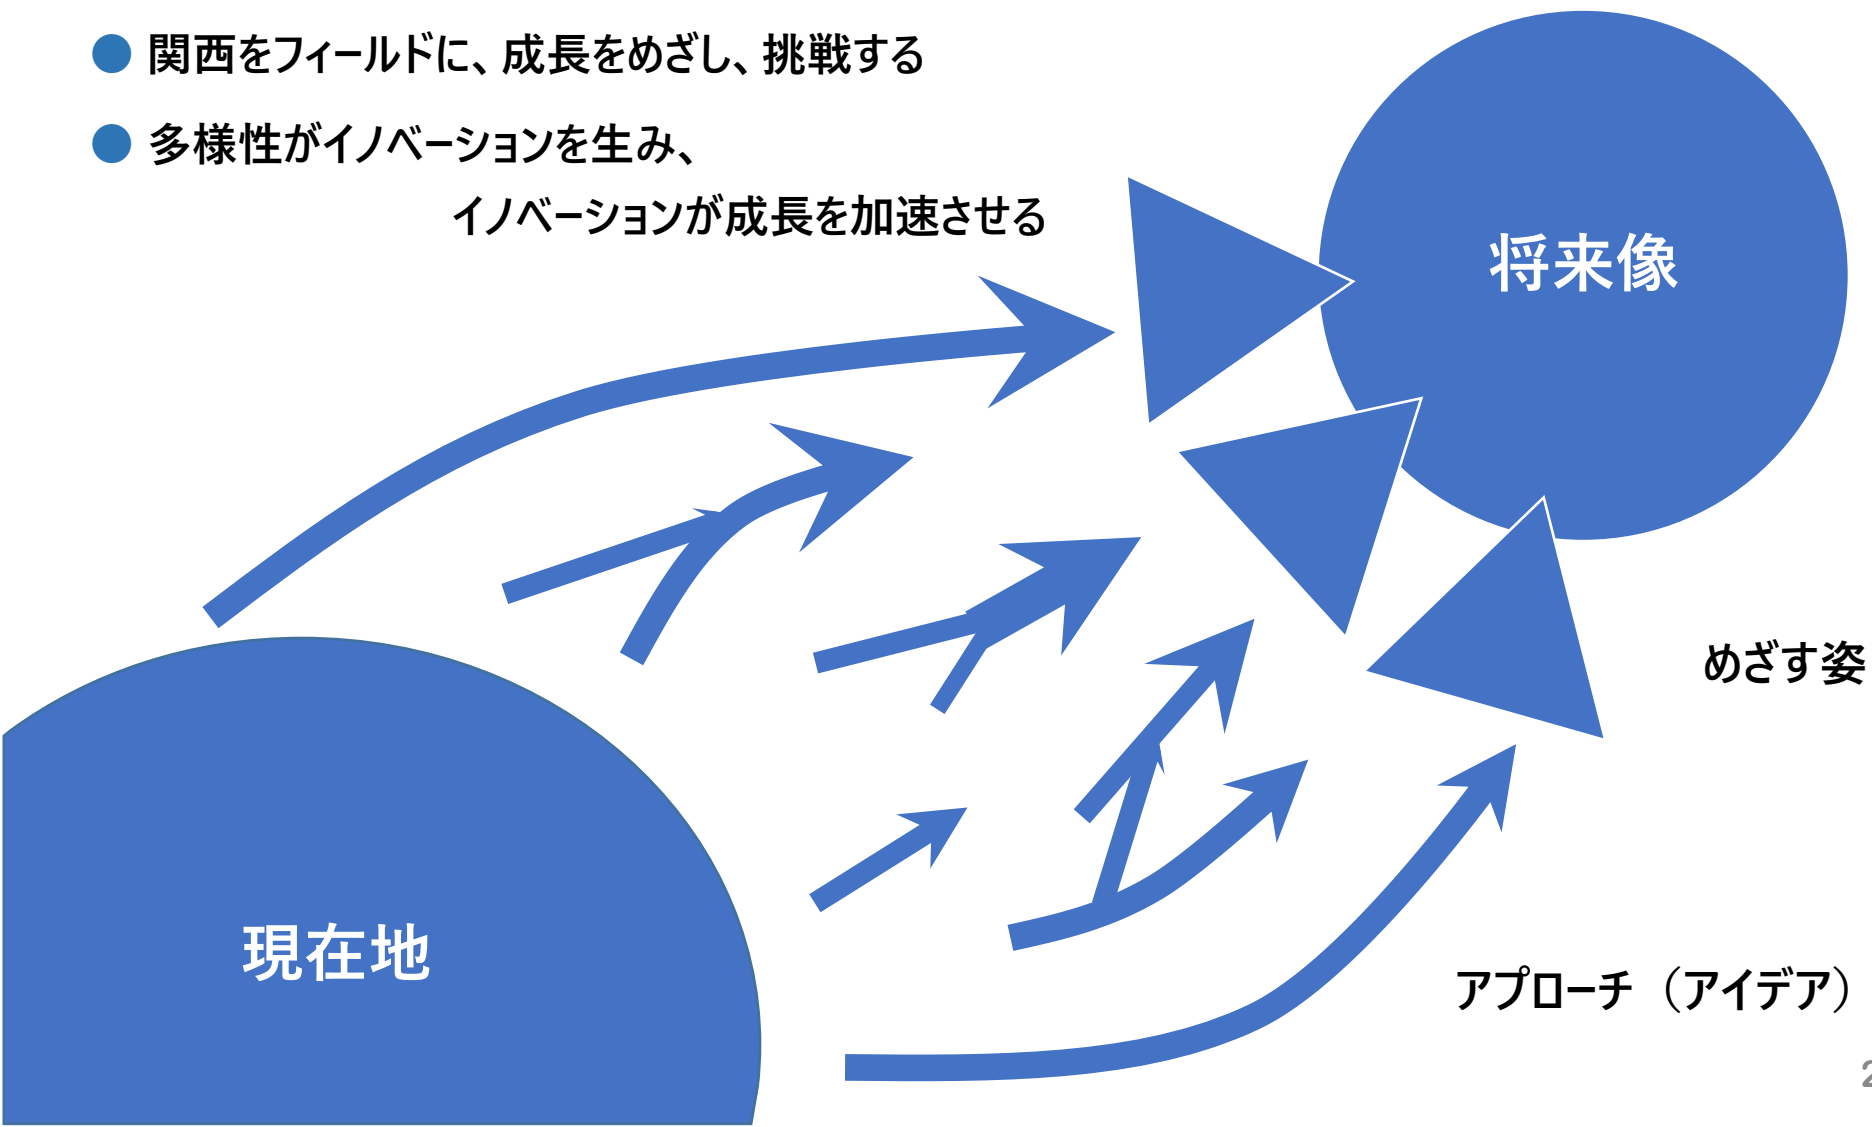 ● 関西をフィールドに、成長をめざし、挑戦する
● 多様性がイノベーションを生み、
イノベーションが成長を加速させる
将来像
めざす姿
現在地
アプローチ（アイデア）
2